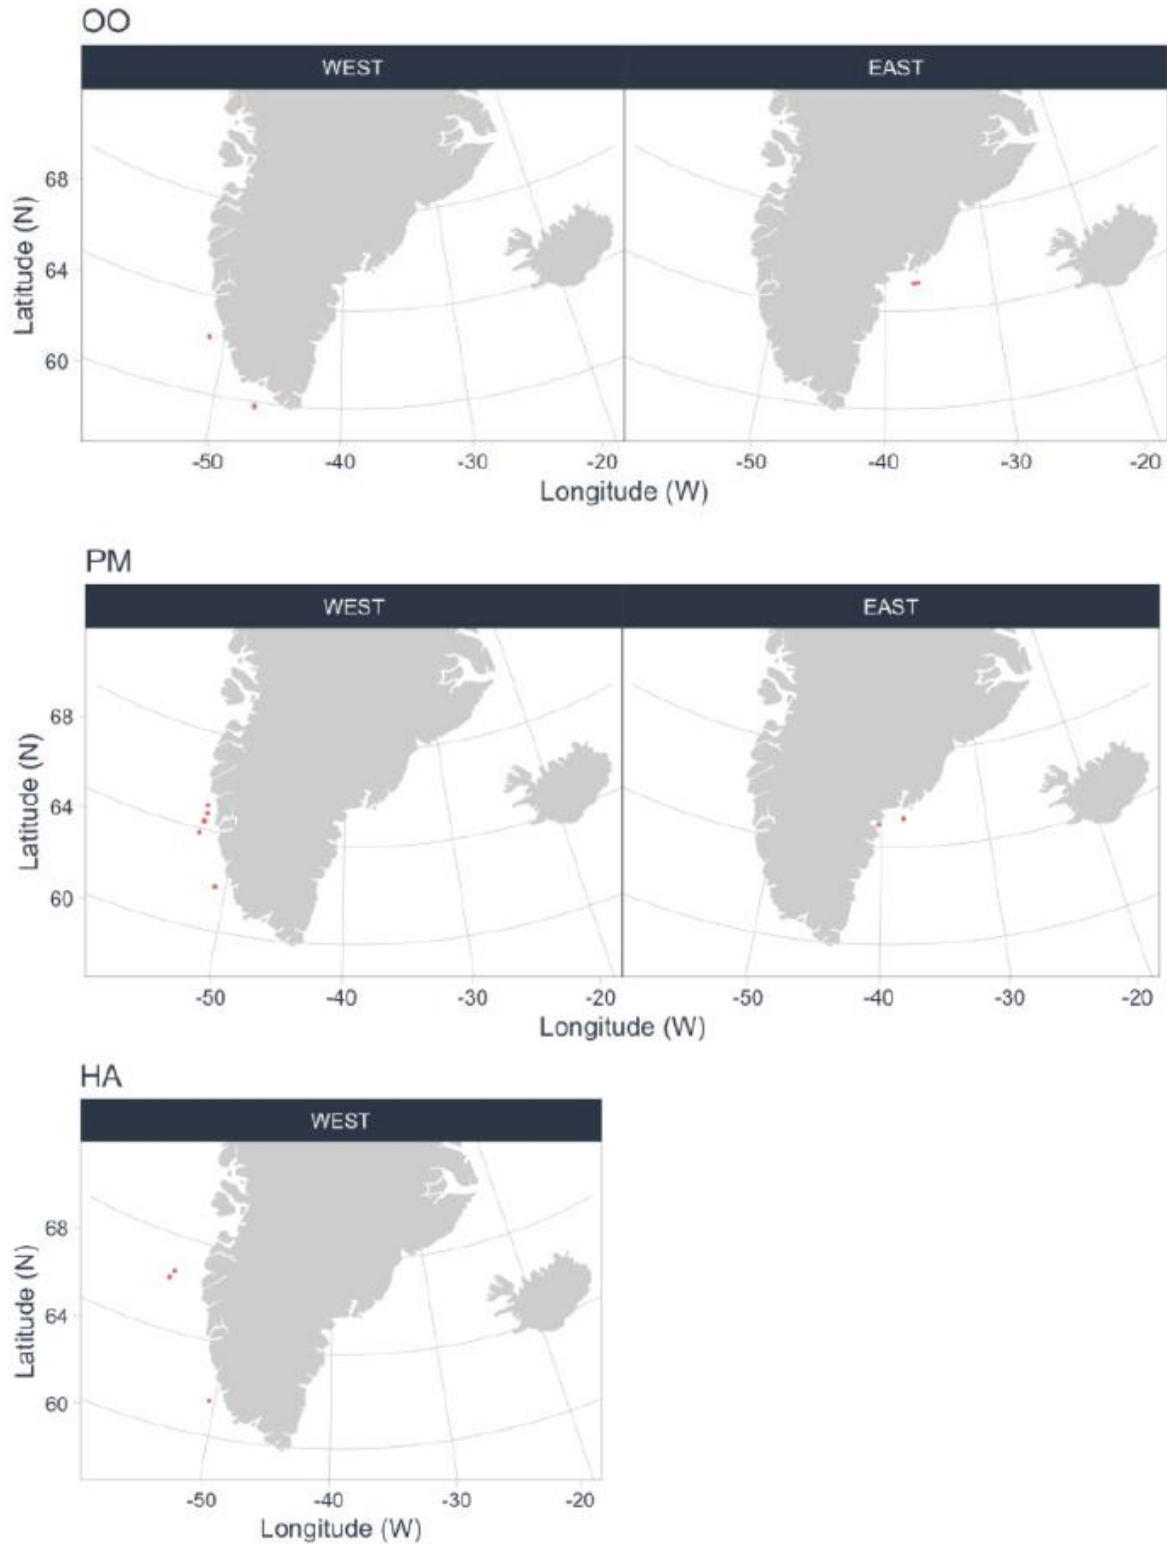 OO
WEST EAST
Latitude (N)
68
64
60
-50 -40 -30 -20 -50 -40 -30 -20
Longitude (W)
PM
WEST EAST
Latitude (N)
68
64
60
-50 -40 -30 -20 -50 -40 -30 -20
Longitude (W)
HA
WEST
Latitude (N)
68
64
60
-50 -40 -30 -20
Longitude (W)